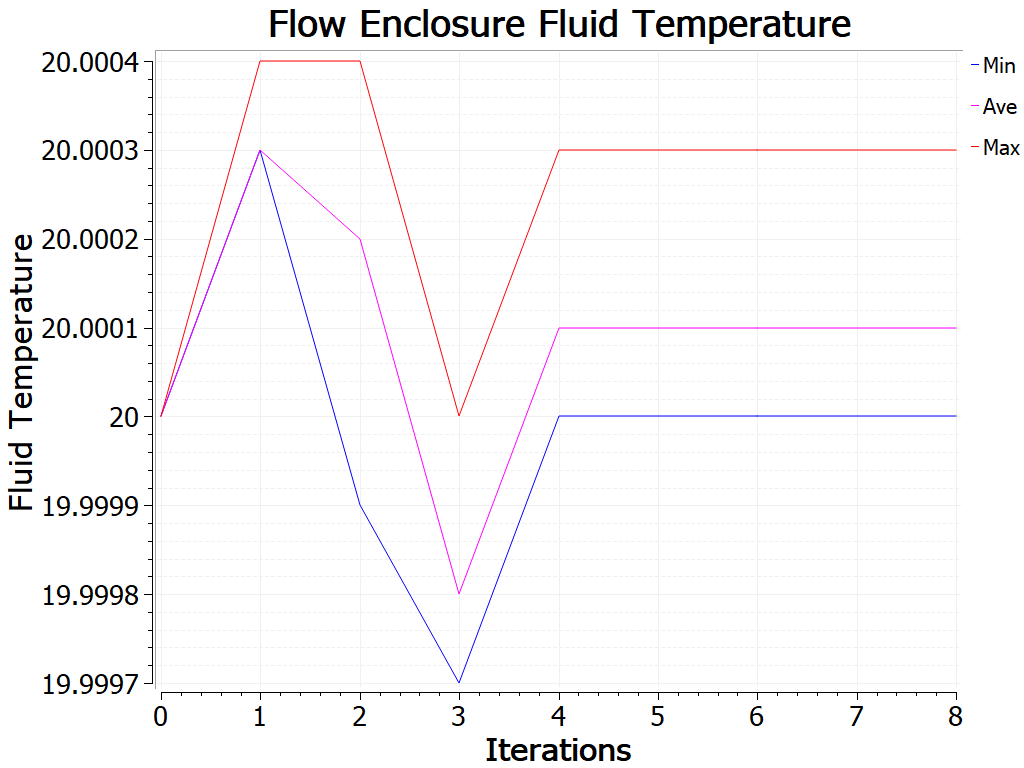 Flow Enclosure Fluid Temperature
20.0004
20.0003
20.0002
20.0001
20
19.9999
19.9998
19.9997
Fluid Temperature
0 1 2 3 4 5 6 7 8
Iterations
Min
Ave
Max